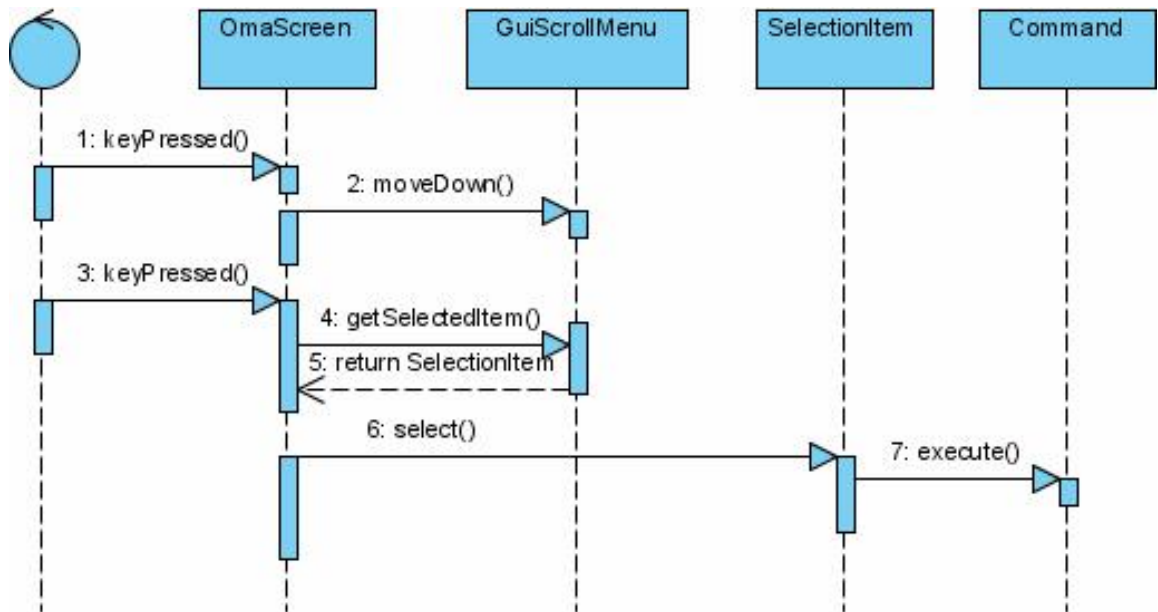 OmaScreen
GuiScrollMenu
SelectionItem
Command
1: keyPressed()
2: moveDown()
3: keyPressed()
4: getSelectedItem()
5: return SelectionItem
6: select()
7: execute()